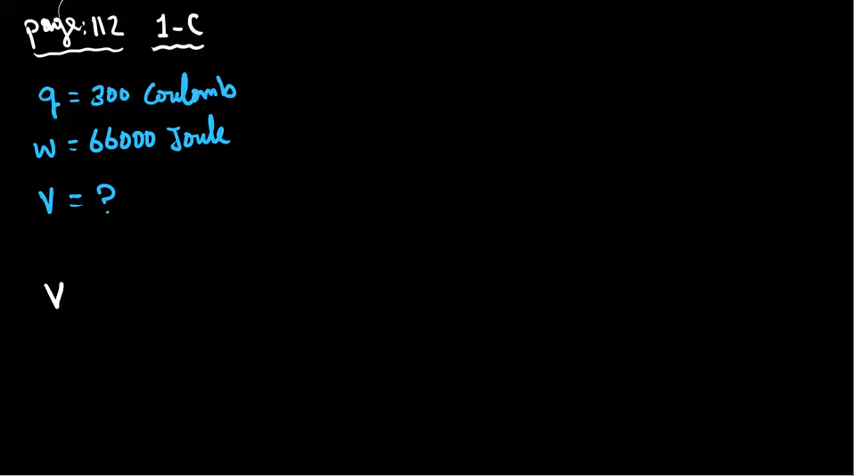 page: 112 1-C
q = 300 Coulomb
w = 66000 Joule
V = ?
V